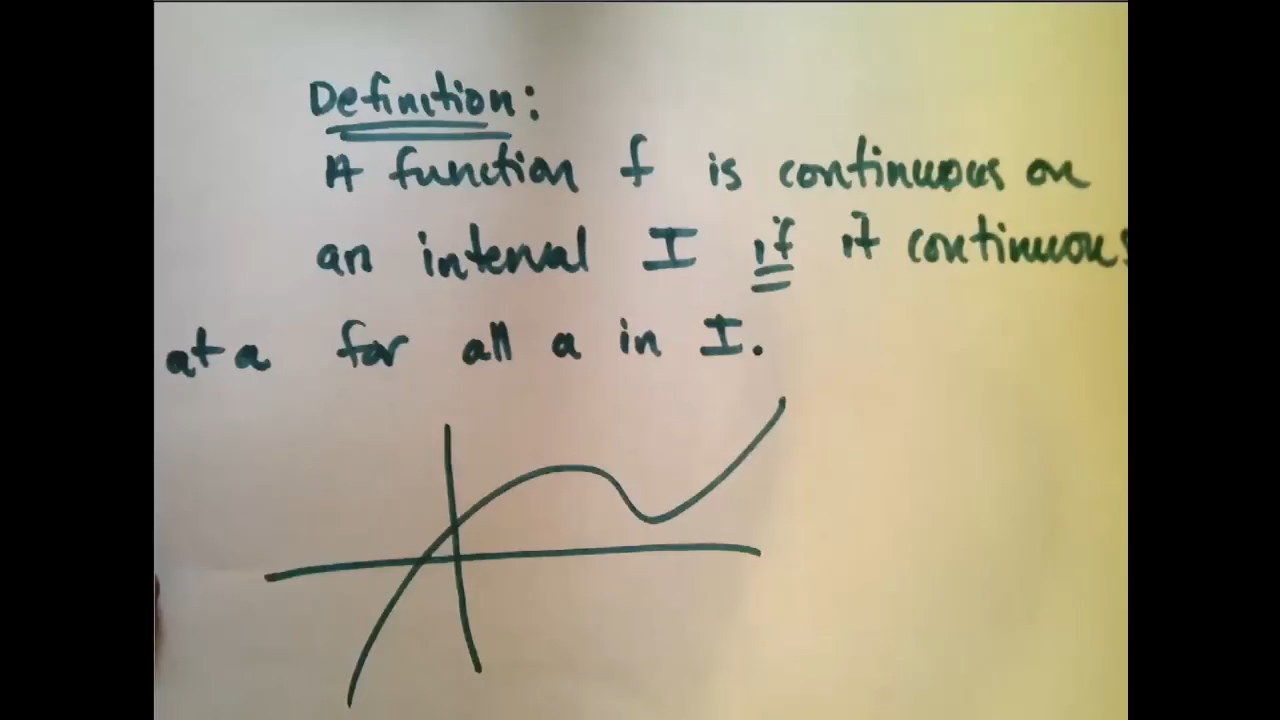 Definition:
A function f is continuous on
an interval I if it continuous
at a for all a in I.